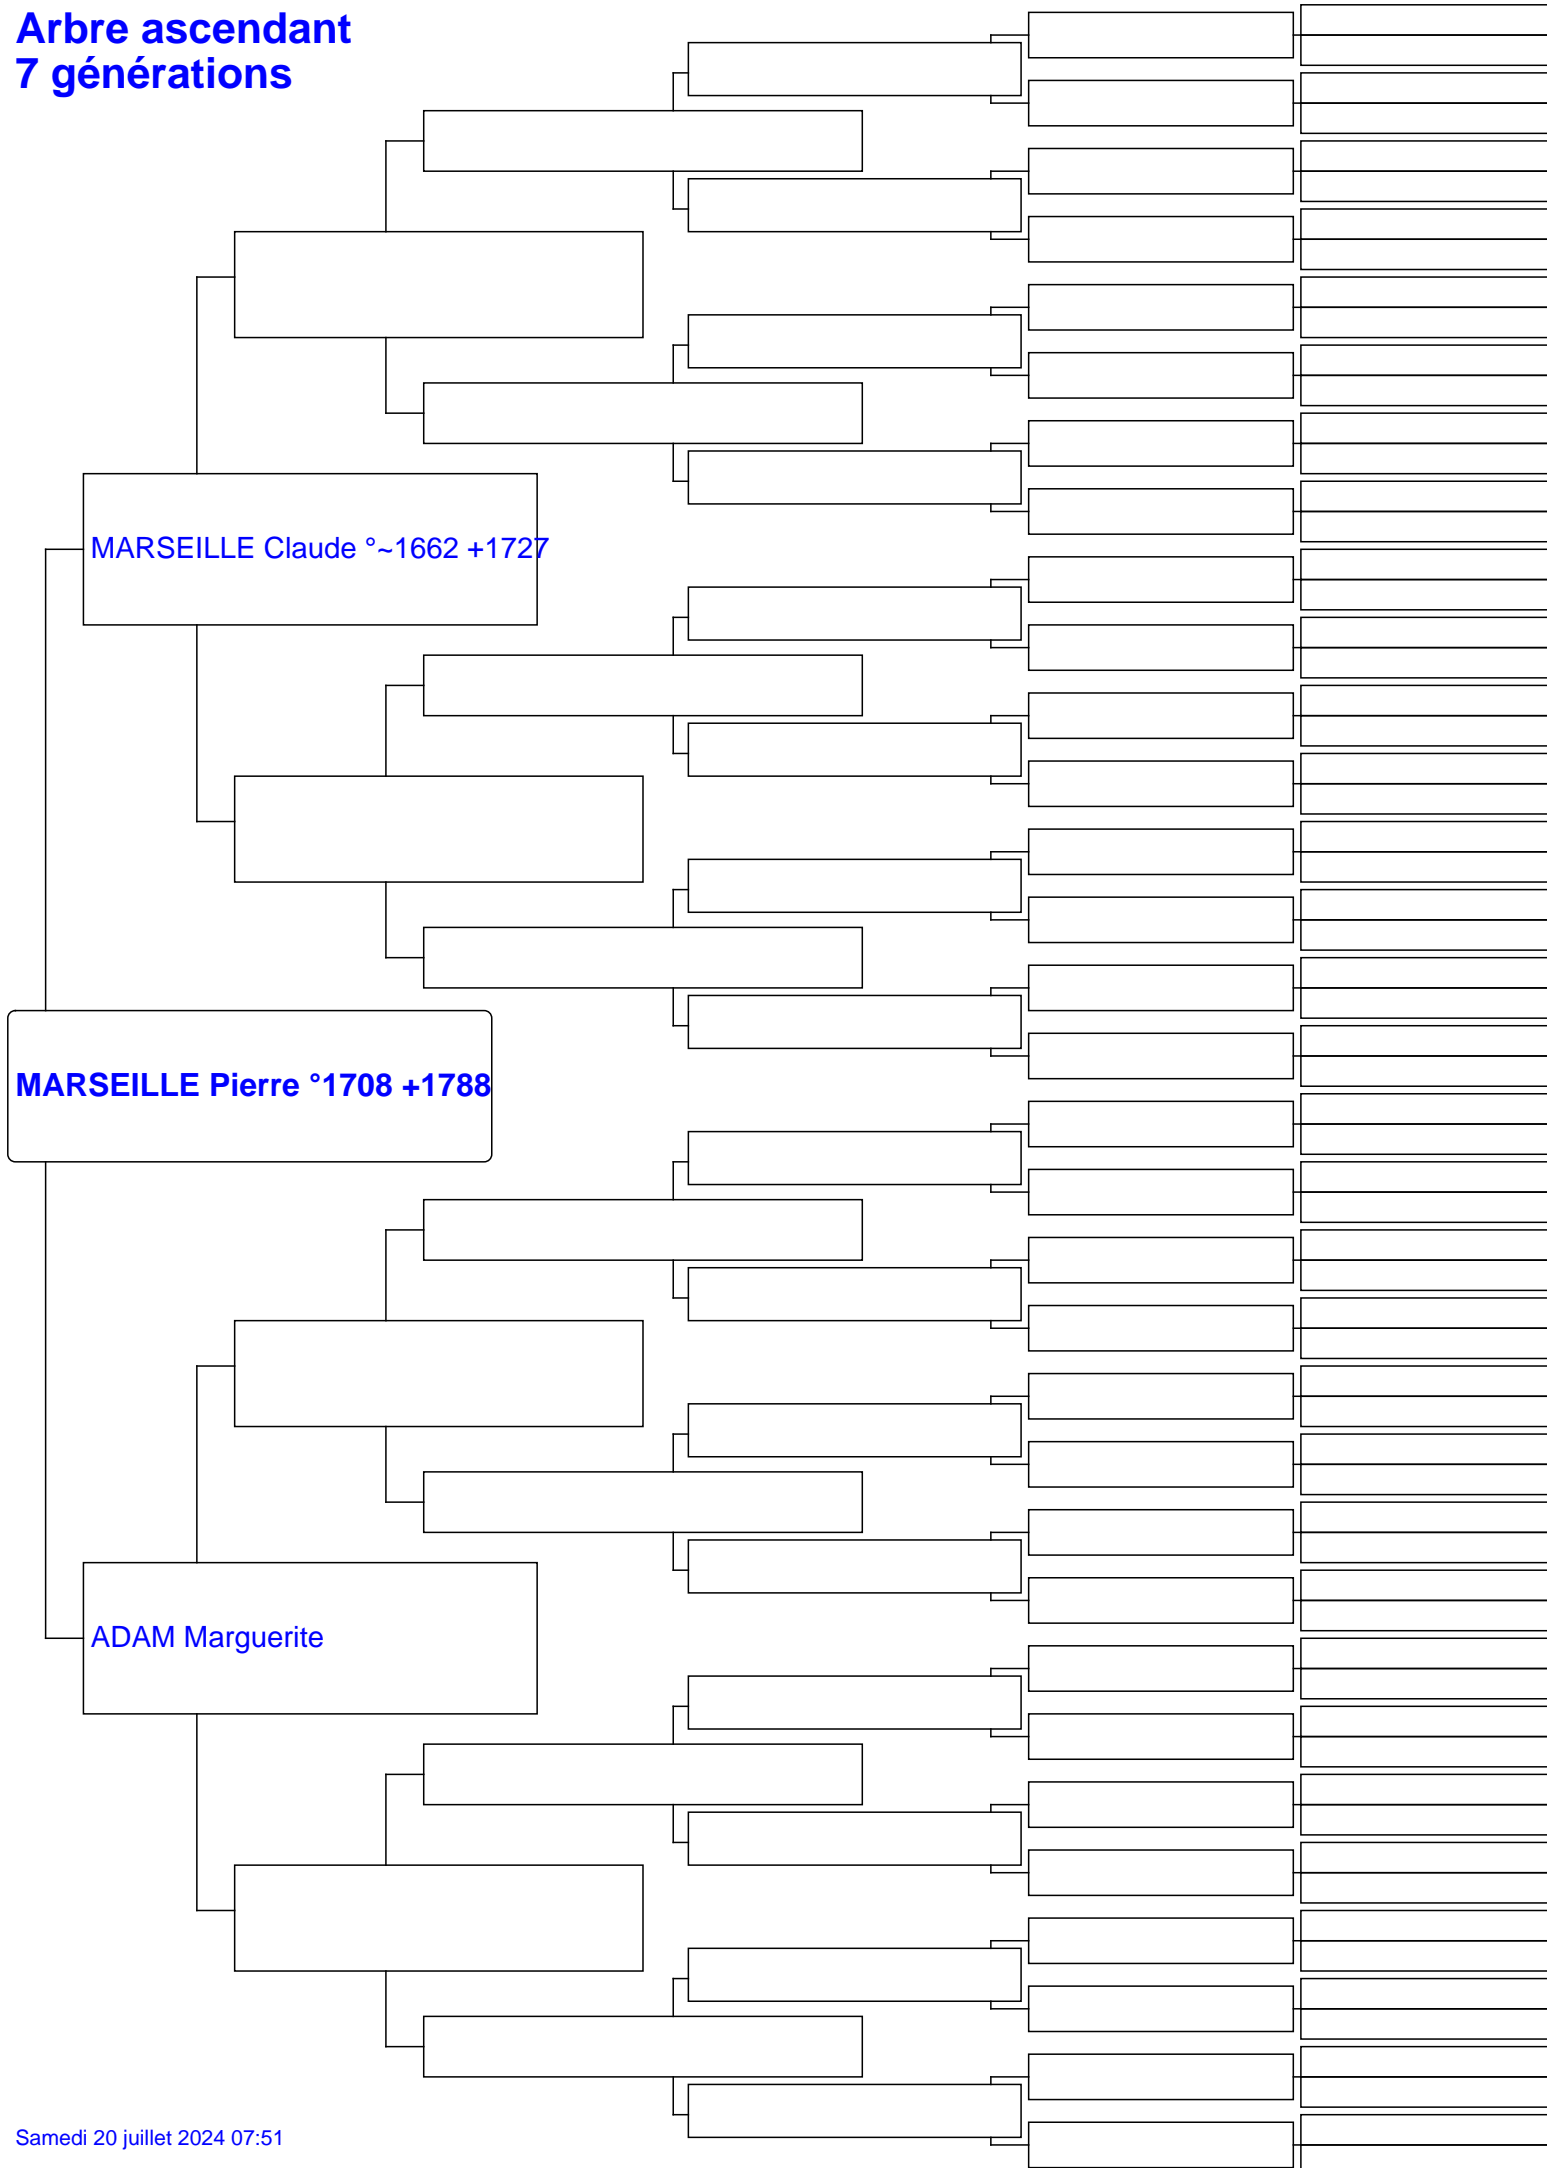 Arbre ascendant
7 générations
MARSEILLE Claude °~1662 +1727
MARSEILLE Pierre °1708 +1788
ADAM Marguerite
Samedi 20 juillet 2024 07:51